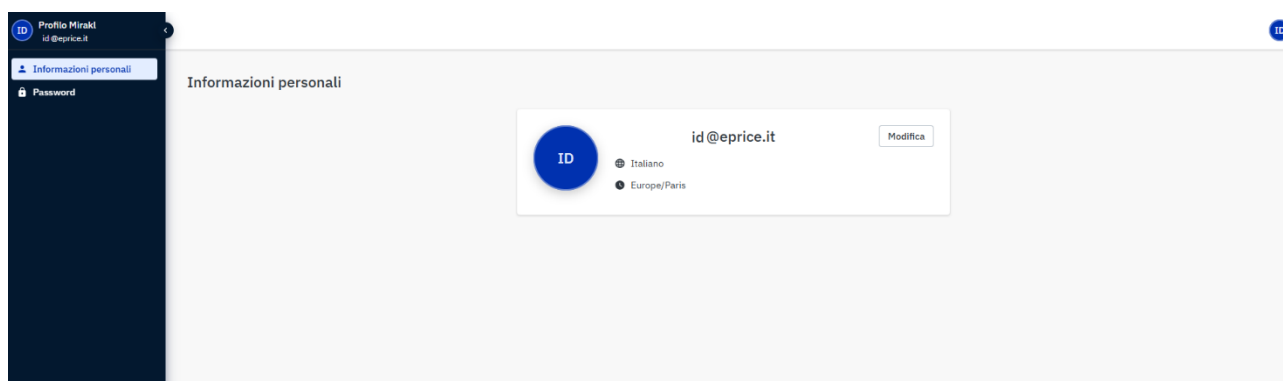 ID
Profilo Mirakl
id@eprice.it
ID
Informazioni personali
Password
Informazioni personali
ID
id@eprice.it
Modifica
Italiano
Europe/Paris